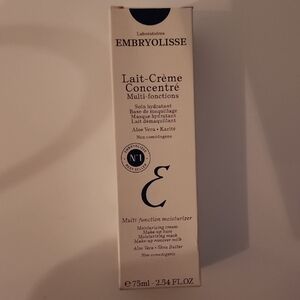 Laboratoires
EMBRYOLISSE
Lait-Crème
Concentré
Multi-fonctions
Soin hydratant
Base de maquillage
Masque hydratant
Lait démaquillant
Aloe Vera • Karité
Non comédogène
N°1
Multi-function moisturizer
Moisturizing cream
Make-up base
Moisturizing mask
Make-up remover milk
Aloe Vera • Shea Butter
Non comedogenic
℮ 75ml - 2.54 FL.OZ